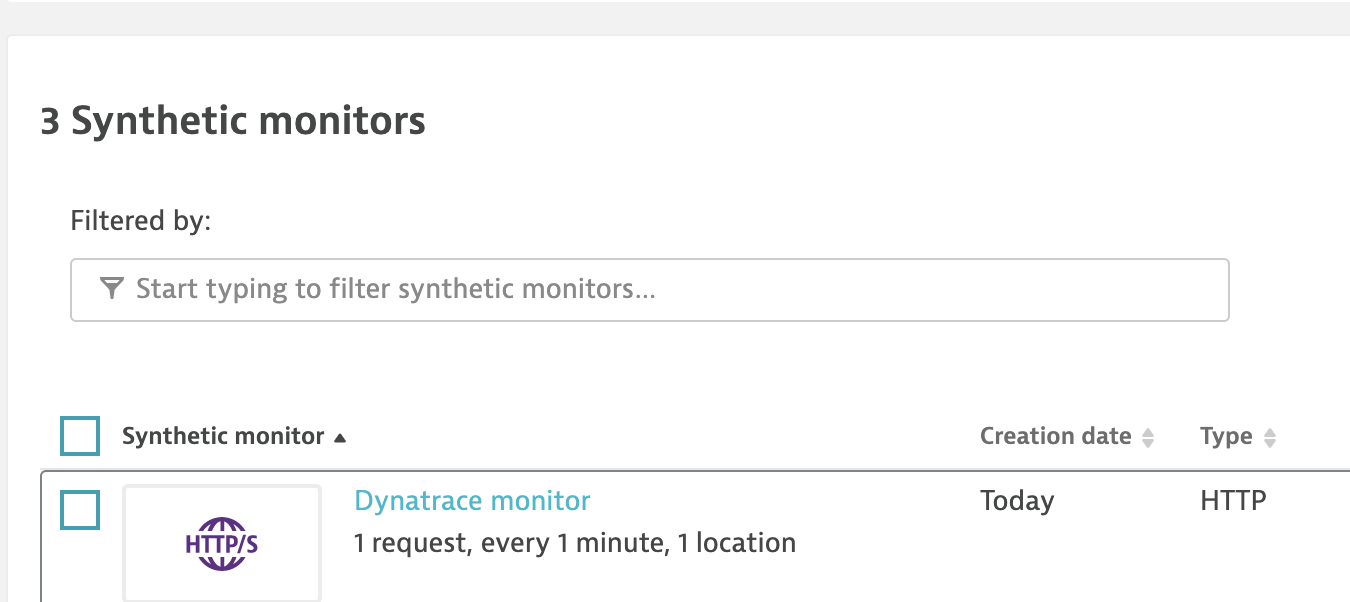 3 Synthetic monitors
Filtered by:
Start typing to filter synthetic monitors...
Synthetic monitor Creation date Type
Dynatrace monitor Today HTTP
HTTP/S
1 request, every 1 minute, 1 location